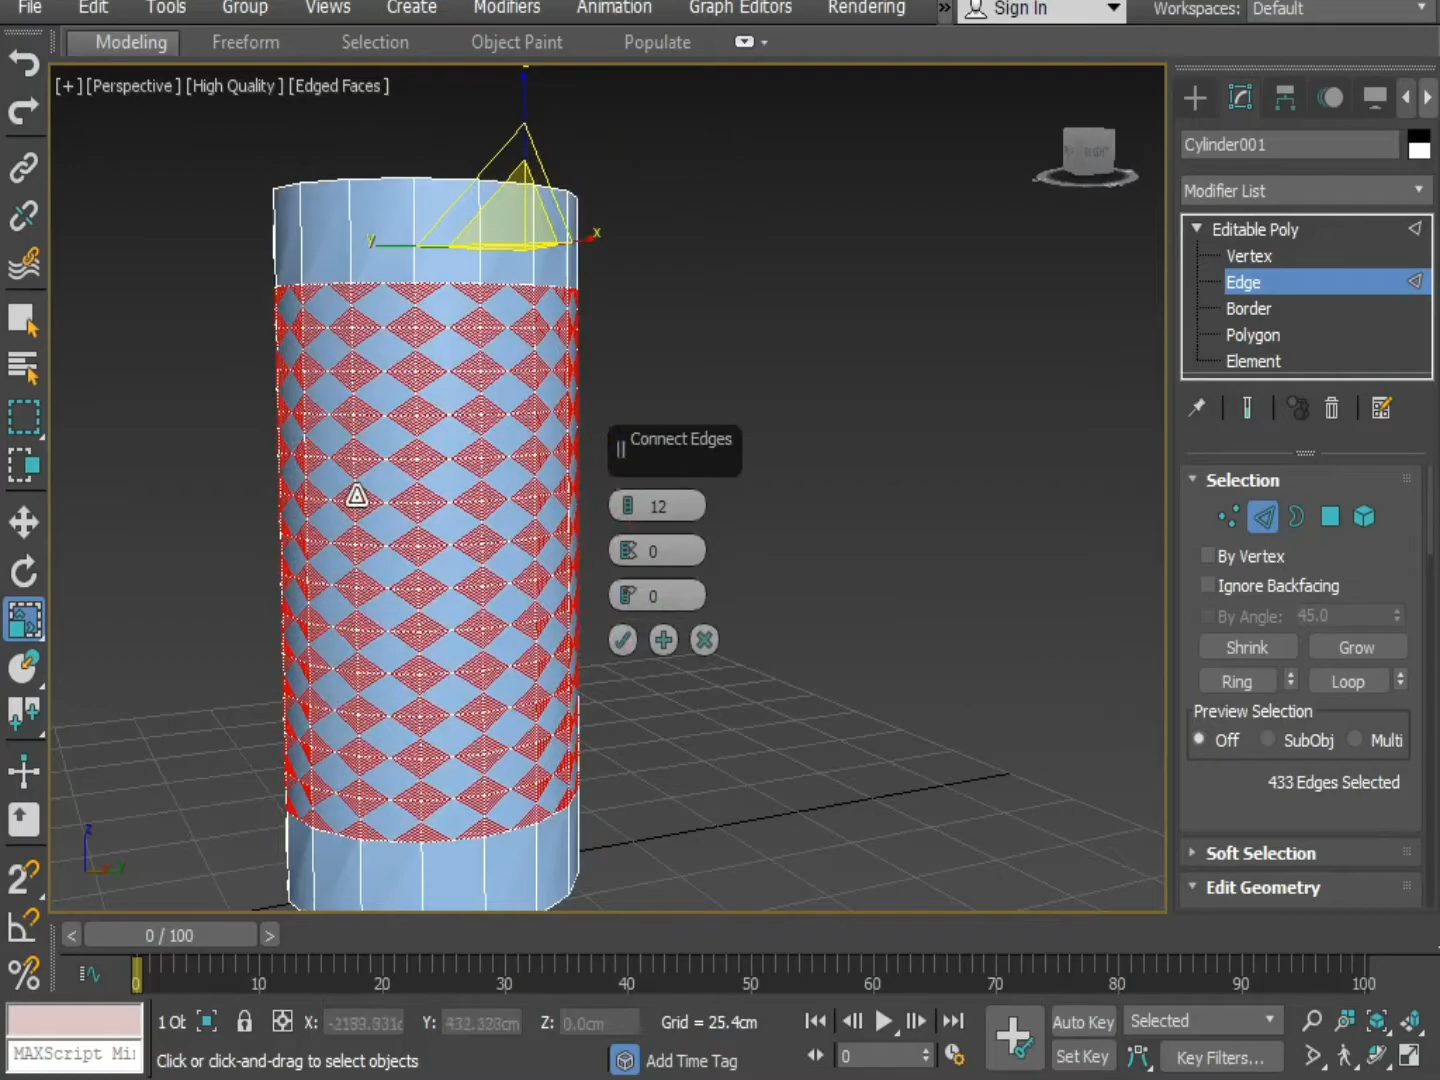 File Edit Tools Group Views Create Modifiers Animation Graph Editors Rendering » Sign In Workspaces: Default
Modeling Freeform Selection Object Paint Populate
[+] [Perspective] [High Quality] [Edged Faces]
Cylinder001
Modifier List
Editable Poly
Vertex
Edge
Border
Polygon
Element
x
y
Connect Edges
12
0
0
Selection
By Vertex
Ignore Backfacing
By Angle: 45.0
Shrink Grow
Ring Loop
Preview Selection
Off SubObj Multi
433 Edges Selected
Soft Selection
Edit Geometry
z
< 0 / 100 >
0 10 20 30 40 50 60 70 80 90 100
X: Y: 432.323cm Z: 0.0cm Grid = 25.4cm Auto Key Selected
MAXScript Mi
Click or click-and-drag to select objects Add Time Tag 0 Set Key Key Filters...